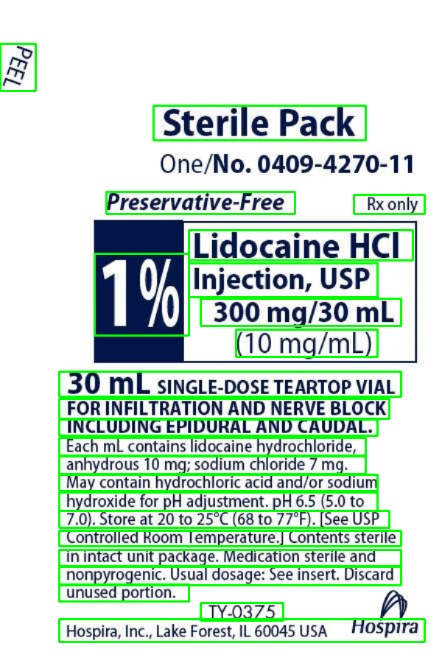 PEEL
Sterile Pack
One/No. 0409-4270-11
Preservative-Free Rx only
1%
Lidocaine HCl
Injection, USP
300 mg/30 mL
(10 mg/mL)
30 mL SINGLE-DOSE TEARTOP VIAL
FOR INFILTRATION AND NERVE BLOCK
INCLUDING EPIDURAL AND CAUDAL.
Each mL contains lidocaine hydrochloride,
anhydrous 10 mg; sodium chloride 7 mg.
May contain hydrochloric acid and/or sodium
hydroxide for pH adjustment. pH 6.5 (5.0 to
7.0). Store at 20 to 25°C (68 to 77°F). [See USP
Controlled Room Temperature.] Contents sterile
in intact unit package. Medication sterile and
nonpyrogenic. Usual dosage: See insert. Discard
unused portion.
TY-0375
Hospira, Inc., Lake Forest, IL 60045 USA Hospira